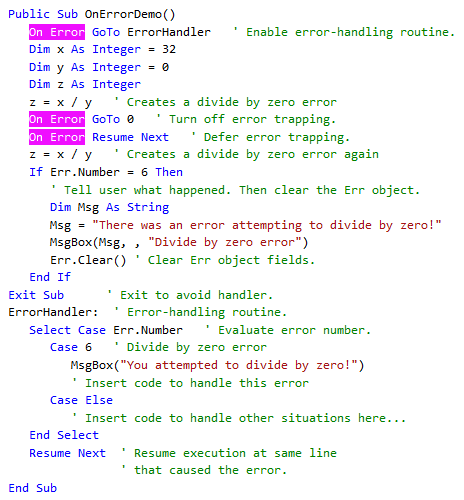 Public Sub OnErrorDemo()
   On Error GoTo ErrorHandler   ' Enable error-handling routine.
   Dim x As Integer = 32
   Dim y As Integer = 0
   Dim z As Integer
   z = x / y   ' Creates a divide by zero error
   On Error GoTo 0   ' Turn off error trapping.
   On Error Resume Next   ' Defer error trapping.
   z = x / y   ' Creates a divide by zero error again
   If Err.Number = 6 Then
      ' Tell user what happened. Then clear the Err object.
      Dim Msg As String
      Msg = "There was an error attempting to divide by zero!"
      MsgBox(Msg, , "Divide by zero error")
      Err.Clear() ' Clear Err object fields.
   End If
Exit Sub      ' Exit to avoid handler.
ErrorHandler:  ' Error-handling routine.
   Select Case Err.Number   ' Evaluate error number.
      Case 6   ' Divide by zero error
         MsgBox("You attempted to divide by zero!")
         ' Insert code to handle this error
      Case Else
         ' Insert code to handle other situations here...
   End Select
   Resume Next  ' Resume execution at same line
                ' that caused the error.
End Sub